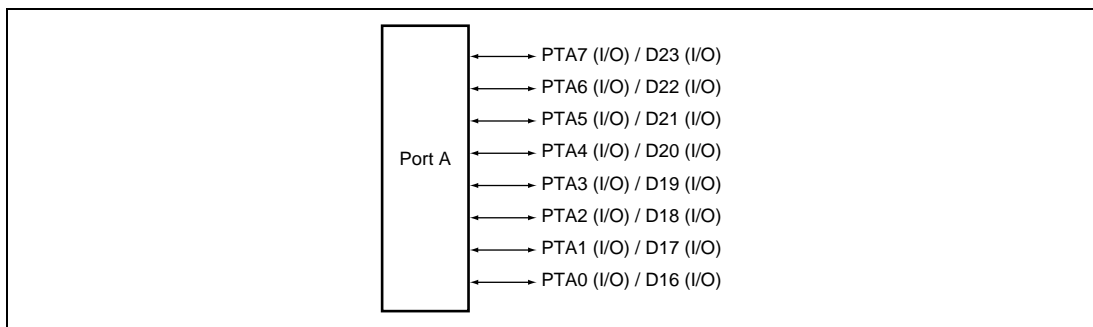 PTA7 (I/O) / D23 (I/O)
PTA6 (I/O) / D22 (I/O)
PTA5 (I/O) / D21 (I/O)
PTA4 (I/O) / D20 (I/O)
Port A
PTA3 (I/O) / D19 (I/O)
PTA2 (I/O) / D18 (I/O)
PTA1 (I/O) / D17 (I/O)
PTA0 (I/O) / D16 (I/O)